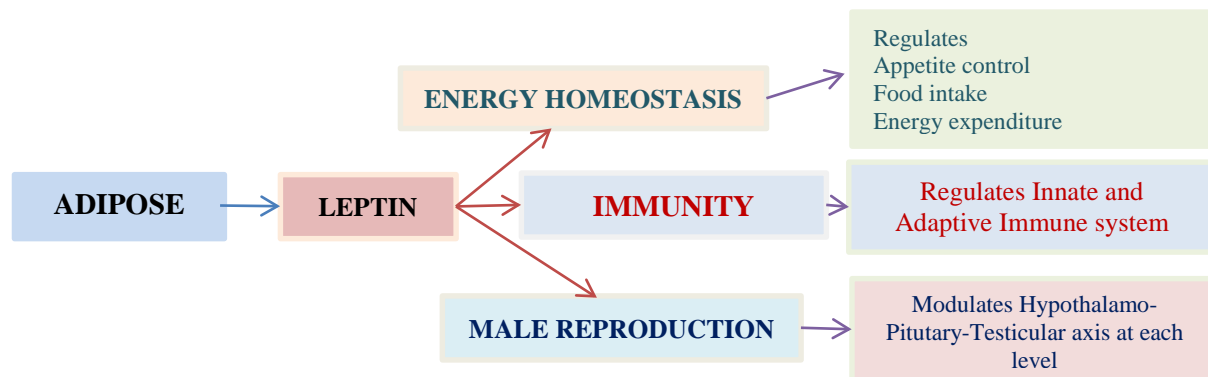 ADIPOSE
LEPTIN
ENERGY HOMEOSTASIS
Regulates
Appetite control
Food intake
Energy expenditure
IMMUNITY
Regulates Innate and
Adaptive Immune system
MALE REPRODUCTION
Modulates Hypothalamo-
Pitutary-Testicular axis at each
level